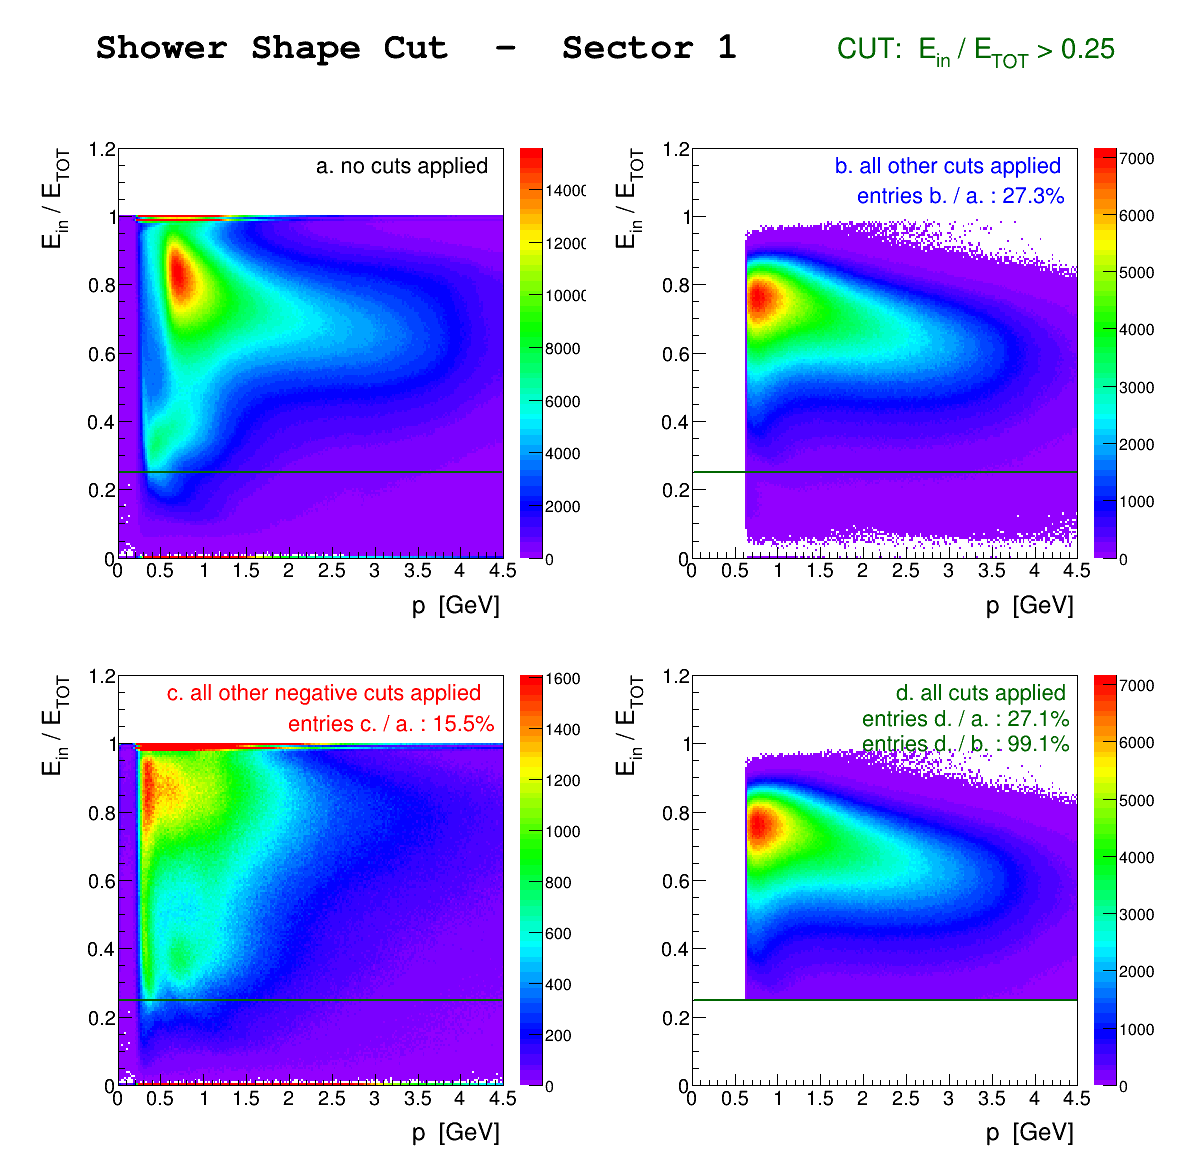 Shower Shape Cut - Sector 1
CUT: E_in / E_TOT > 0.25
E_in / E_TOT
1.2
1
0.8
0.6
0.4
0.2
0
a. no cuts applied
14000
12000
10000
8000
6000
4000
2000
0
0 0.5 1 1.5 2 2.5 3 3.5 4 4.5
p [GeV]
E_in / E_TOT
1.2
1
0.8
0.6
0.4
0.2
0
b. all other cuts applied
entries b. / a. : 27.3%
7000
6000
5000
4000
3000
2000
1000
0
0 0.5 1 1.5 2 2.5 3 3.5 4 4.5
p [GeV]
E_in / E_TOT
1.2
1
0.8
0.6
0.4
0.2
0
c. all other negative cuts applied
entries c. / a. : 15.5%
1600
1400
1200
1000
800
600
400
200
0
0 0.5 1 1.5 2 2.5 3 3.5 4 4.5
p [GeV]
E_in / E_TOT
1.2
1
0.8
0.6
0.4
0.2
0
d. all cuts applied
entries d. / a. : 27.1%
entries d. / b. : 99.1%
7000
6000
5000
4000
3000
2000
1000
0
0 0.5 1 1.5 2 2.5 3 3.5 4 4.5
p [GeV]